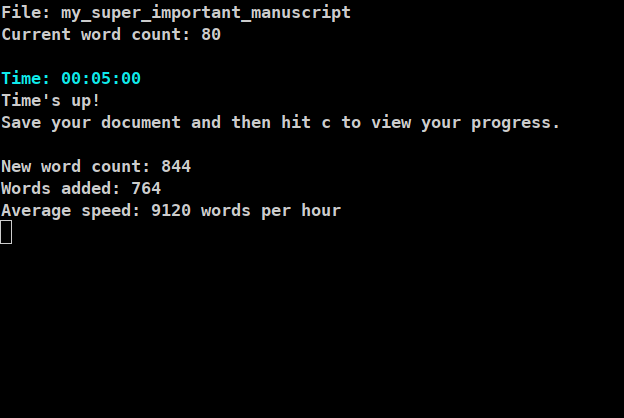 File: my_super_important_manuscript
Current word count: 80
Time: 00:05:00
Time's up!
Save your document and then hit c to view your progress.
New word count: 844
Words added: 764
Average speed: 9120 words per hour